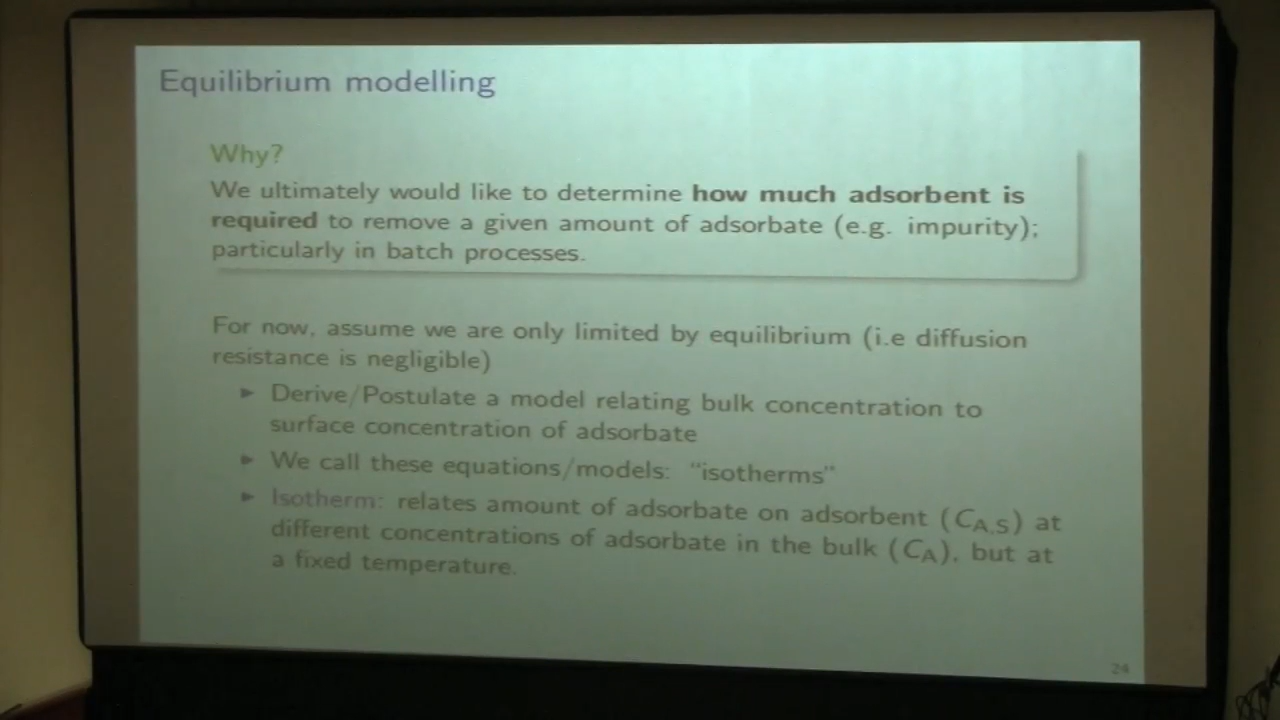 Equilibrium modelling
Why?
We ultimately would like to determine how much adsorbent is
required to remove a given amount of adsorbate (e.g. impurity);
particularly in batch processes.
For now, assume we are only limited by equilibrium (i.e diffusion
resistance is negligible)
► Derive/Postulate a model relating bulk concentration to
surface concentration of adsorbate
► We call these equations/models: "isotherms"
► Isotherm: relates amount of adsorbate on adsorbent (C_A,S) at
different concentrations of adsorbate in the bulk (C_A), but at
a fixed temperature.
24